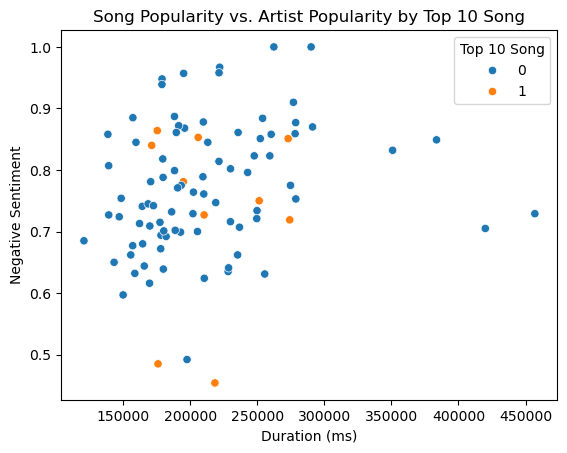 Song Popularity vs. Artist Popularity by Top 10 Song
Top 10 Song
0
1
Negative Sentiment
1.0
0.9
0.8
0.7
0.6
0.5
150000 200000 250000 300000 350000 400000 450000
Duration (ms)